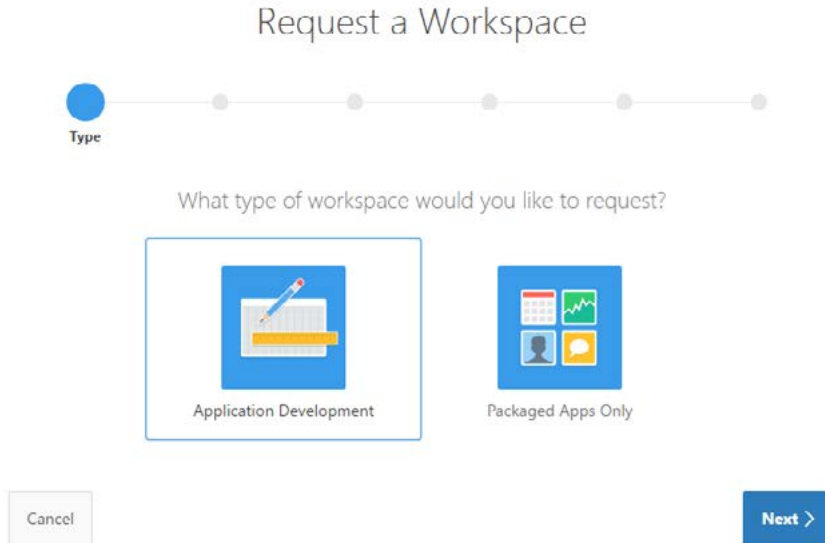 Request a Workspace
Type
What type of workspace would you like to request?
Application Development
Packaged Apps Only
Cancel
Next